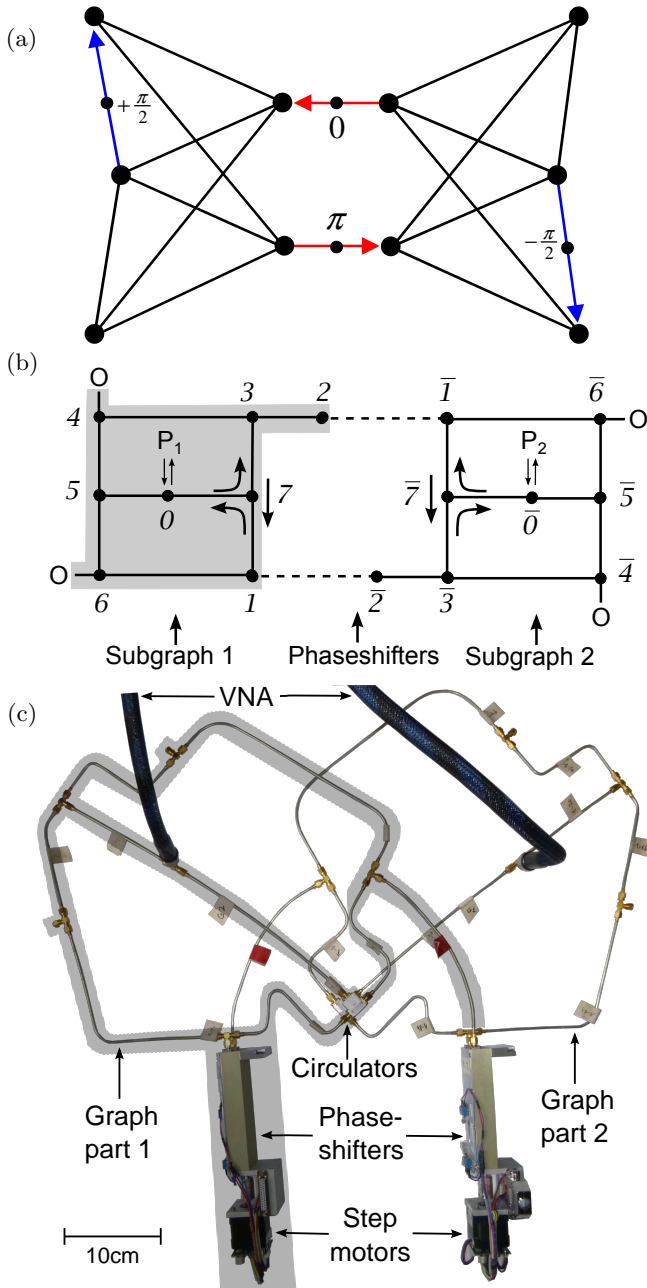 (a)
+π/2
0
π
−π/2
(b)
O
4 3 2 1̅ 6̅
O
P₁ P₂
5 0 7 7̅ 0̅ 5̅
O
6 1 2̅ 3̅ 4̅
O
Subgraph 1 Phaseshifters Subgraph 2
(c)
VNA
Circulators
Graph part 1
Phase-shifters
Graph part 2
Step motors
10cm